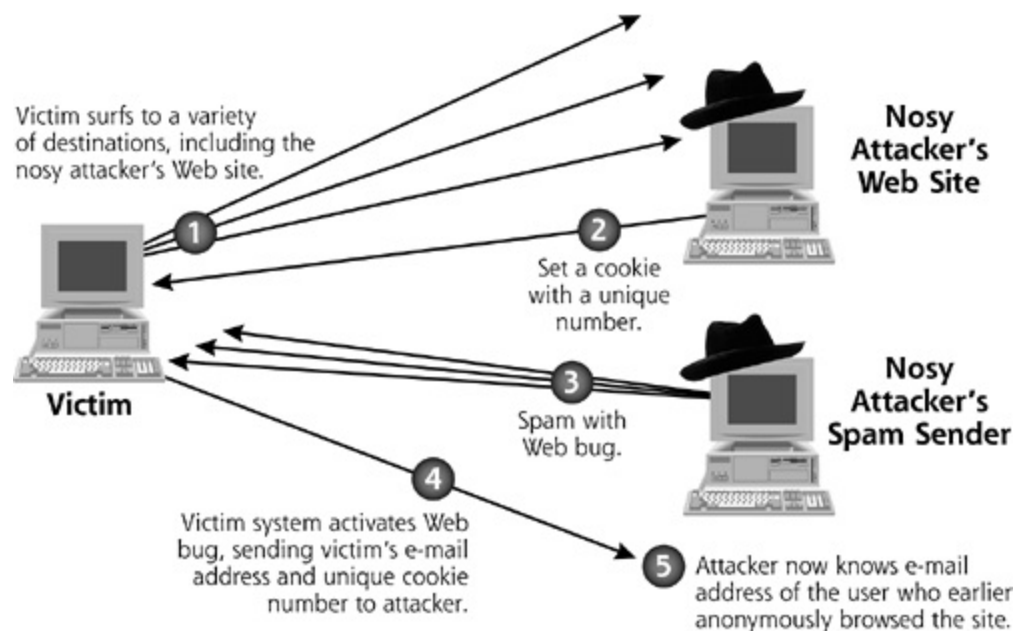 Victim surfs to a variety
of destinations, including the
nosy attacker's Web site.
1
Nosy
Attacker's
Web Site
2
Set a cookie
with a unique
number.
Victim
3
Spam with
Web bug.
Nosy
Attacker's
Spam Sender
4
Victim system activates Web
bug, sending victim's e-mail
address and unique cookie
number to attacker.
5
Attacker now knows e-mail
address of the user who earlier
anonymously browsed the site.